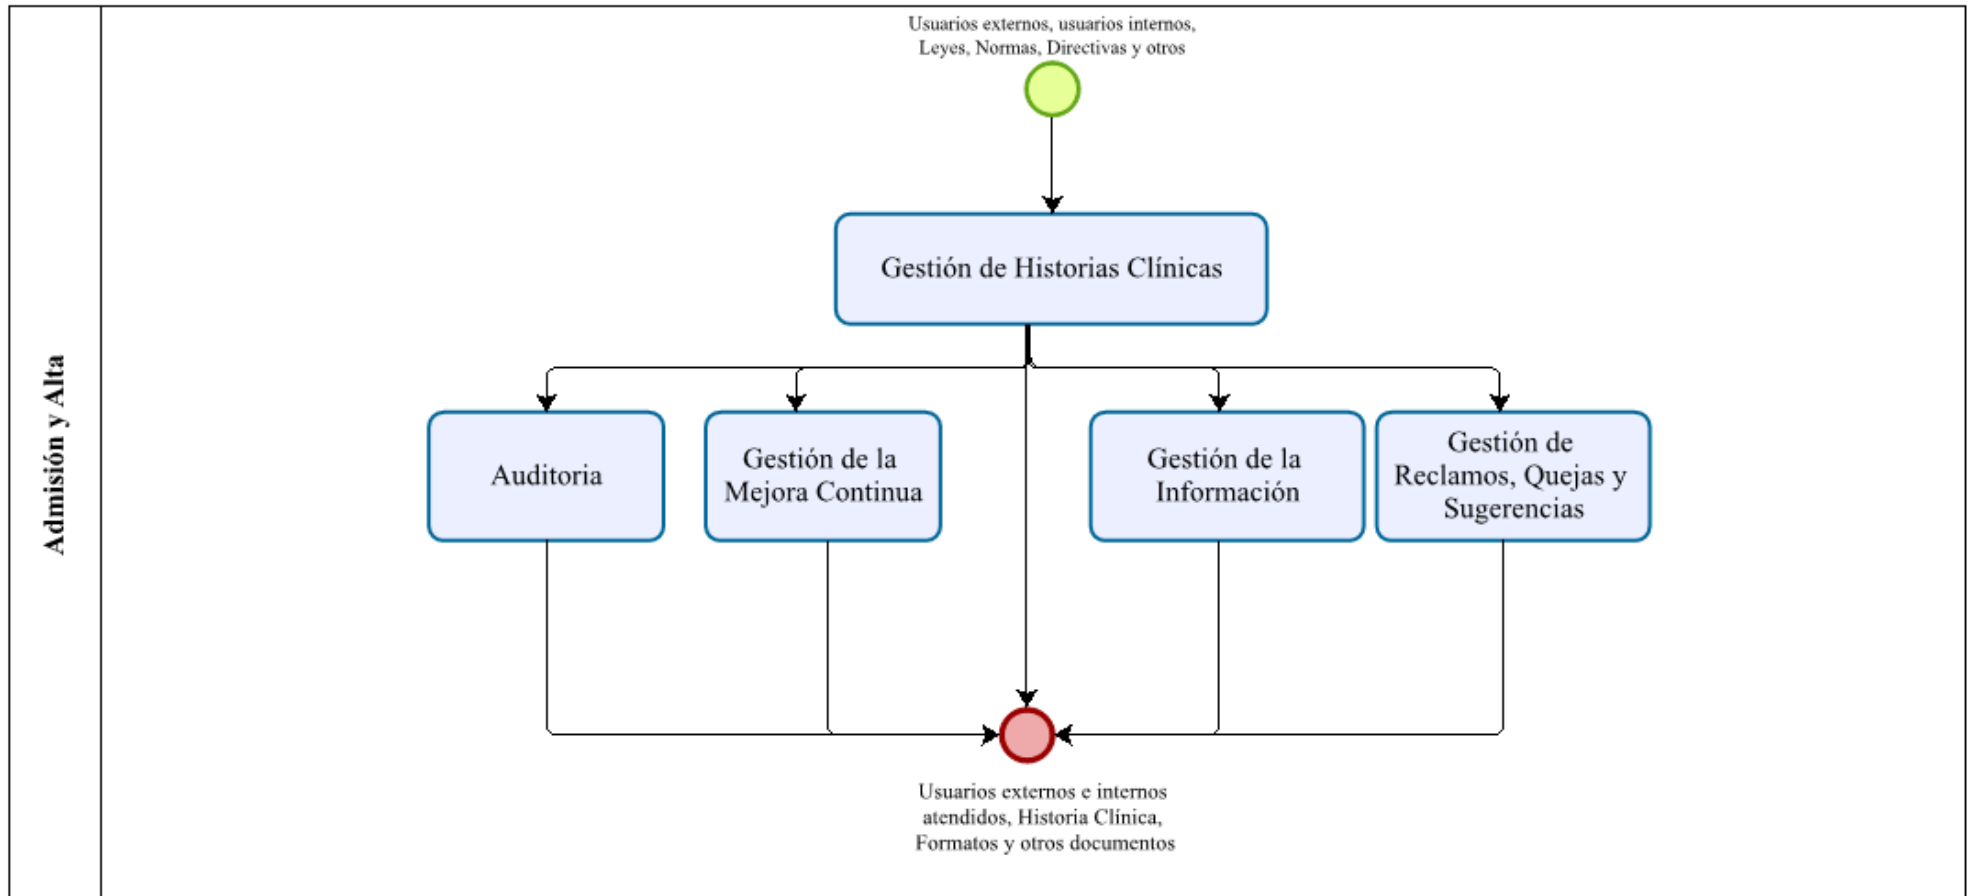 Usuarios externos, usuarios internos,
Leyes, Normas, Directivas y otros
Gestión de Historias Clínicas
Admisión y Alta
Auditoria
Gestión de la
Mejora Continua
Gestión de la
Información
Gestión de
Reclamos, Quejas y
Sugerencias
Usuarios externos e internos
atendidos, Historia Clínica,
Formatos y otros documentos